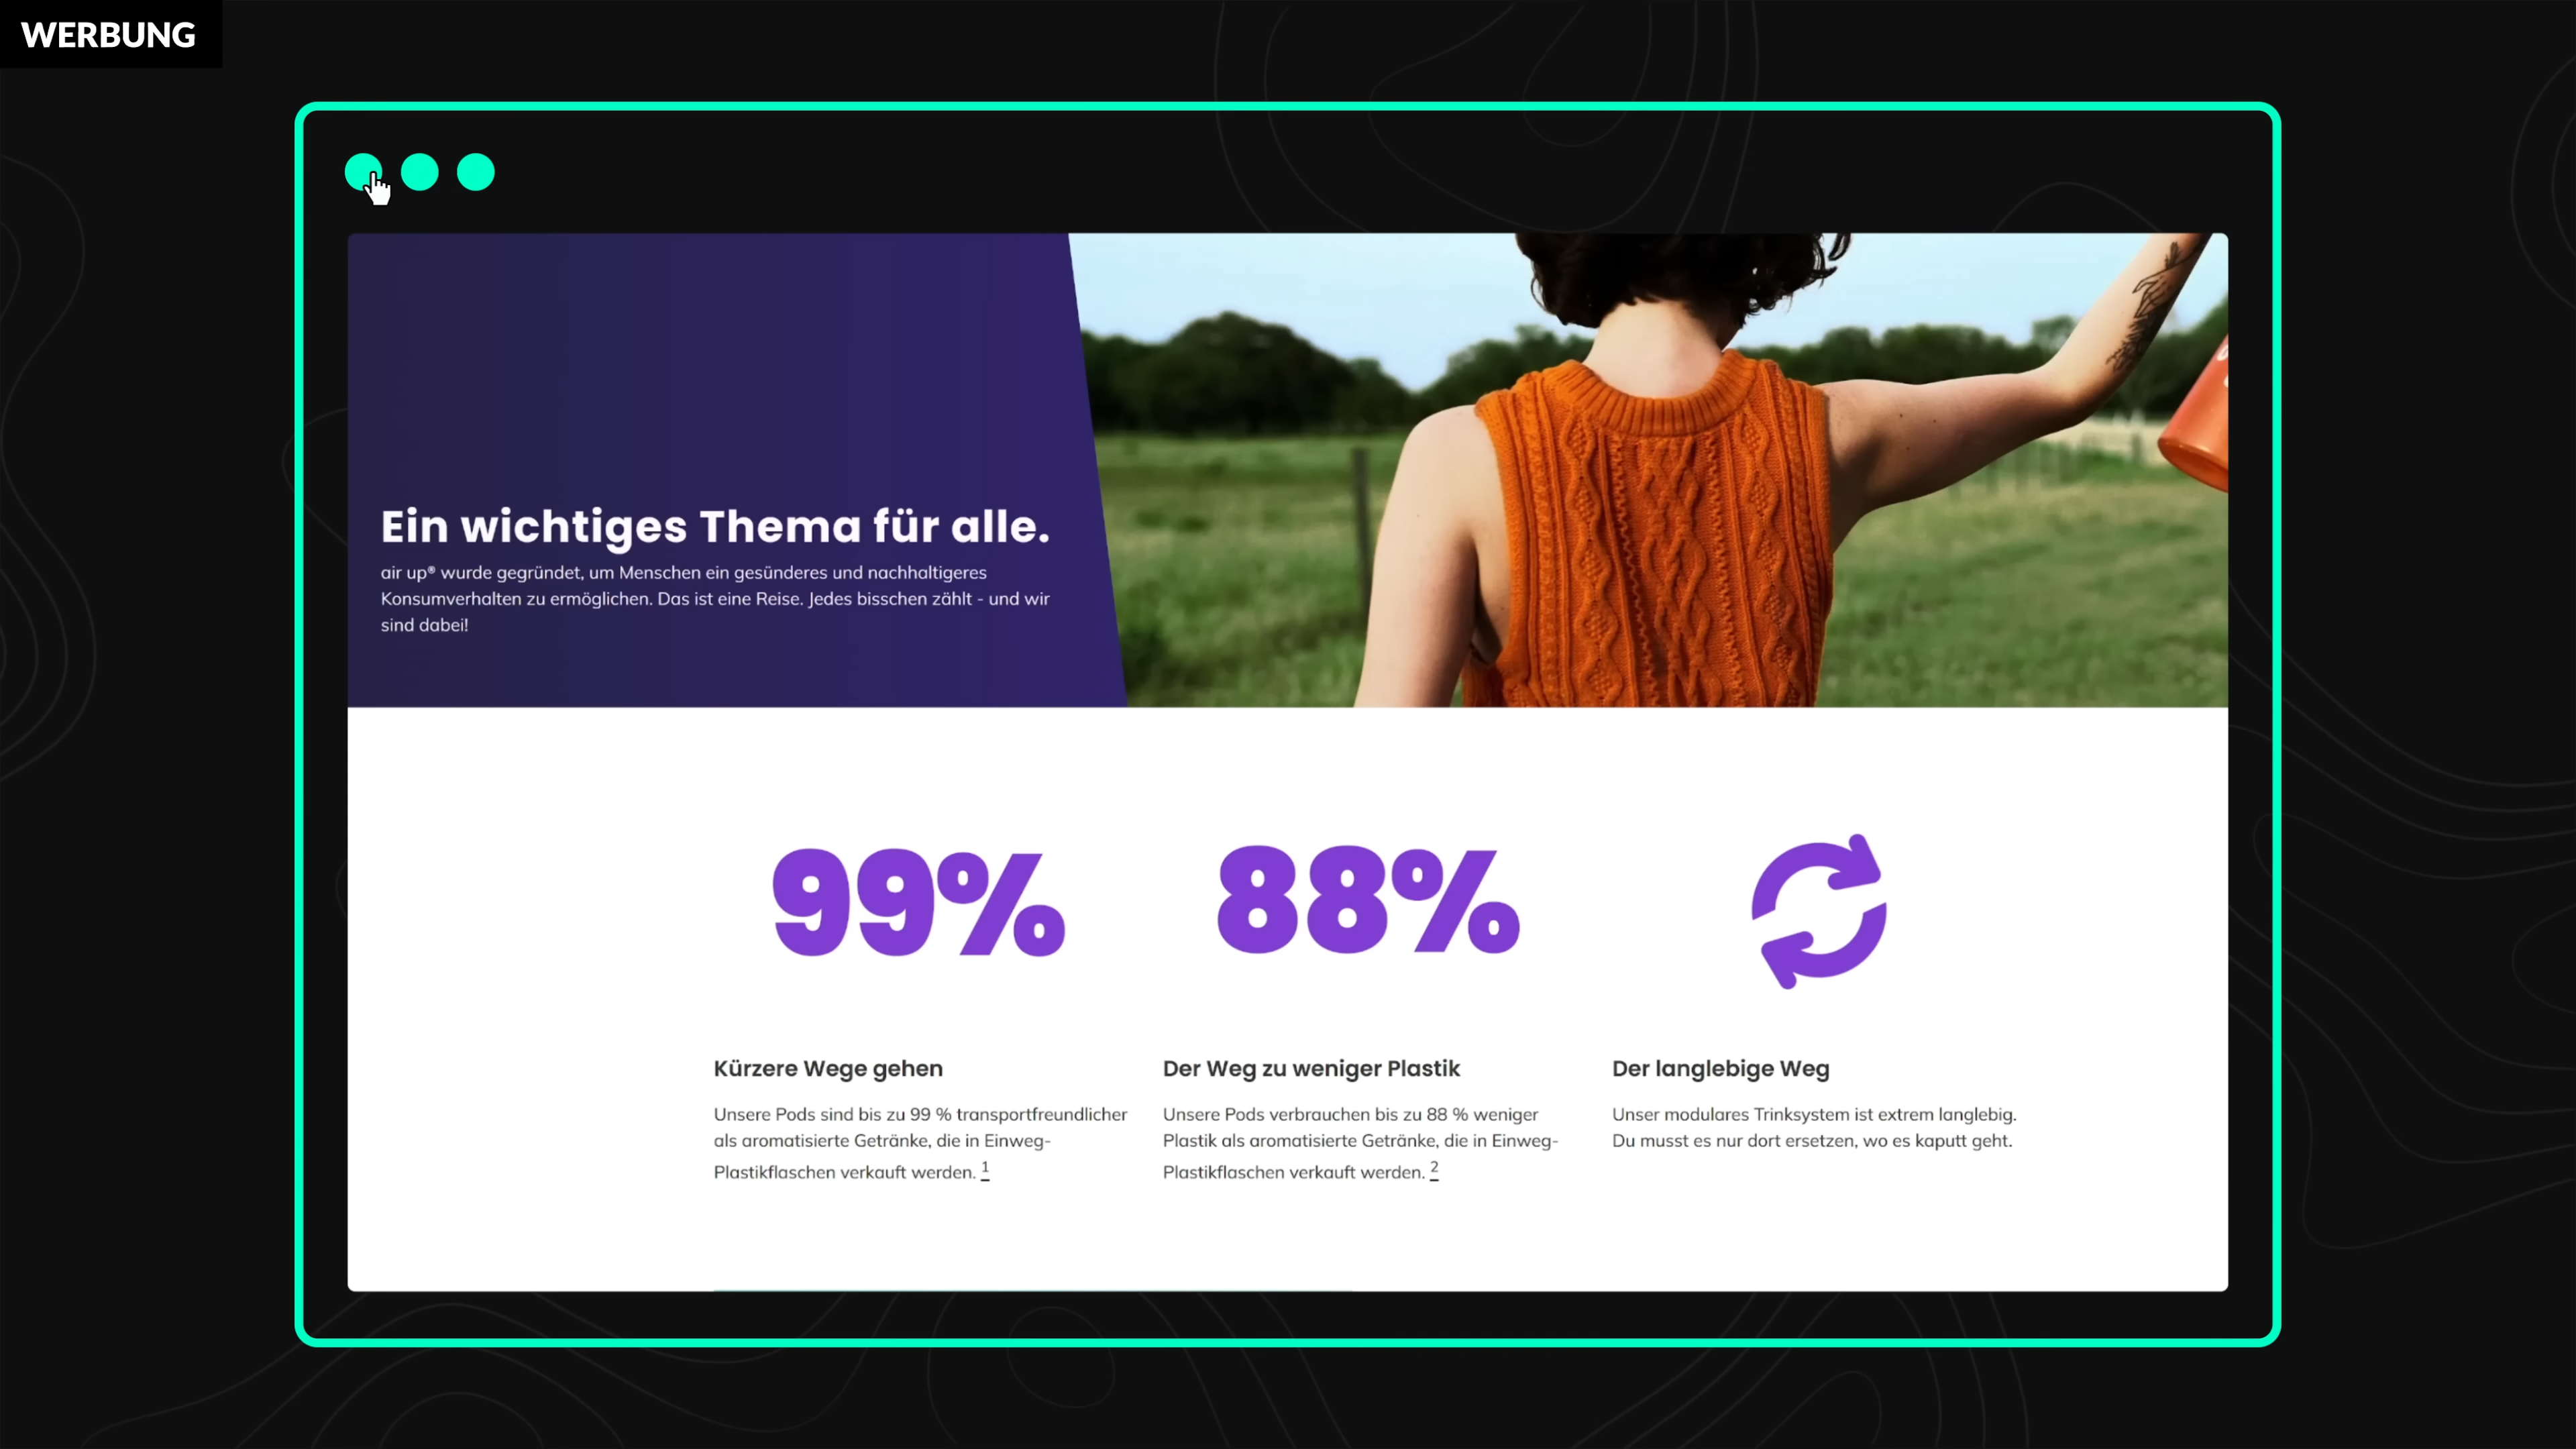 WERBUNG
Ein wichtiges Thema für alle.
air up® wurde gegründet, um Menschen ein gesünderes und nachhaltigeres
Konsumverhalten zu ermöglichen. Das ist eine Reise. Jedes bisschen zählt - und wir
sind dabei!
99%
88%
Kürzere Wege gehen
Unsere Pods sind bis zu 99 % transportfreundlicher
als aromatisierte Getränke, die in Einweg-
Plastikflaschen verkauft werden. 1
Der Weg zu weniger Plastik
Unsere Pods verbrauchen bis zu 88 % weniger
Plastik als aromatisierte Getränke, die in Einweg-
Plastikflaschen verkauft werden. 2
Der langlebige Weg
Unser modulares Trinksystem ist extrem langlebig.
Du musst es nur dort ersetzen, wo es kaputt geht.